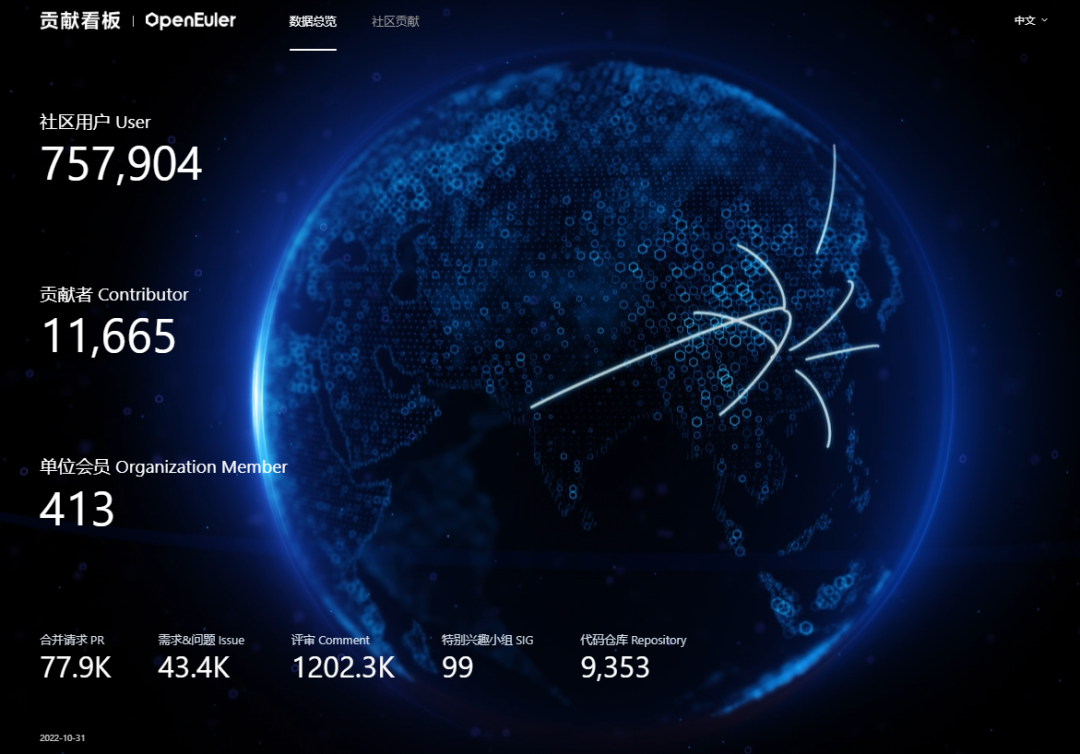 贡献看板 | OpenEuler 数据总览 社区贡献 中文
社区用户 User
757,904
贡献者 Contributor
11,665
单位会员 Organization Member
413
合并请求 PR 需求&问题 Issue 评审 Comment 特别兴趣小组 SIG 代码仓库 Repository
77.9K 43.4K 1202.3K 99 9,353
2022-10-31